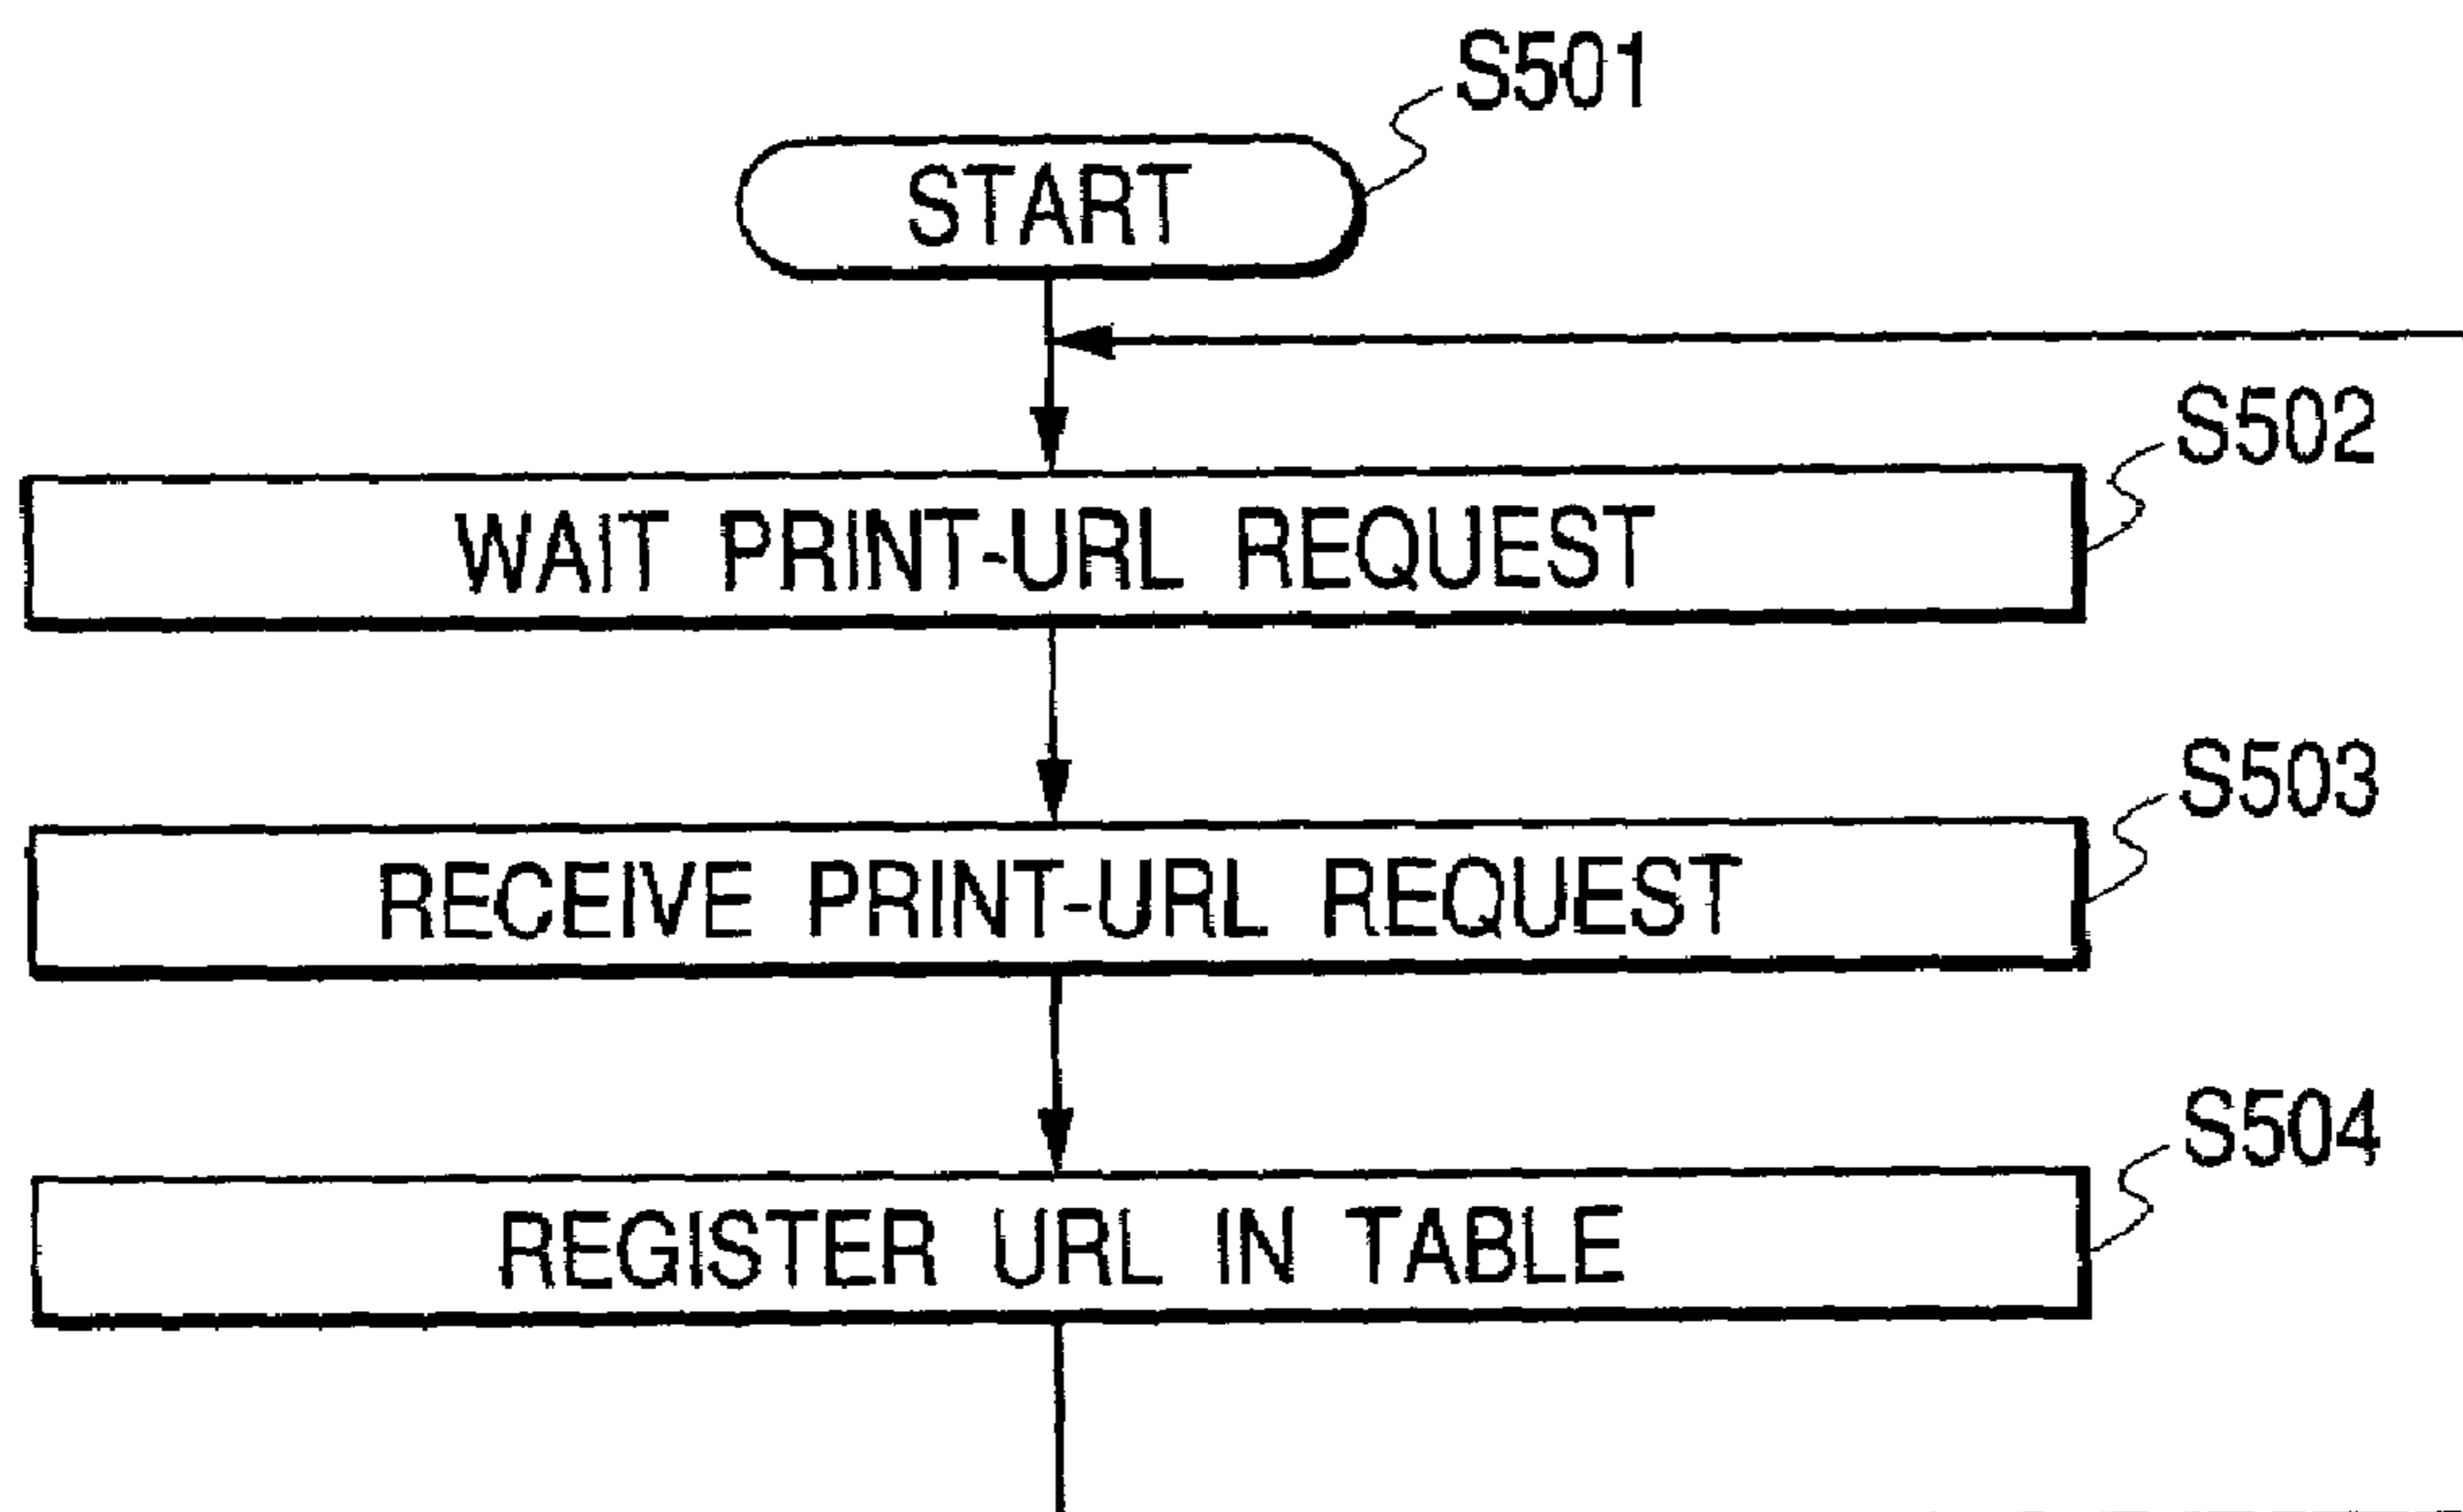 S501
START
S502
WAIT PRINT-URL REQUEST
S503
RECEIVE PRINT-URL REQUEST
S504
REGISTER URL IN TABLE